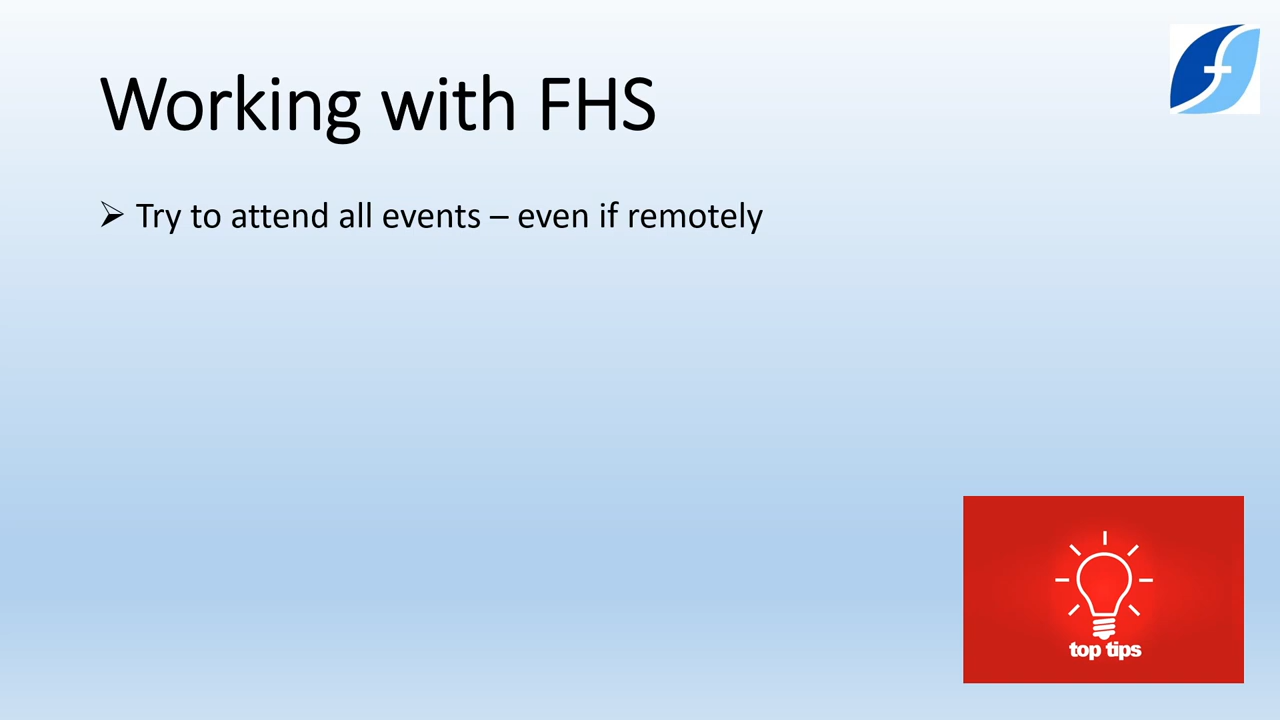 Working with FHS
➢ Try to attend all events – even if remotely
top tips